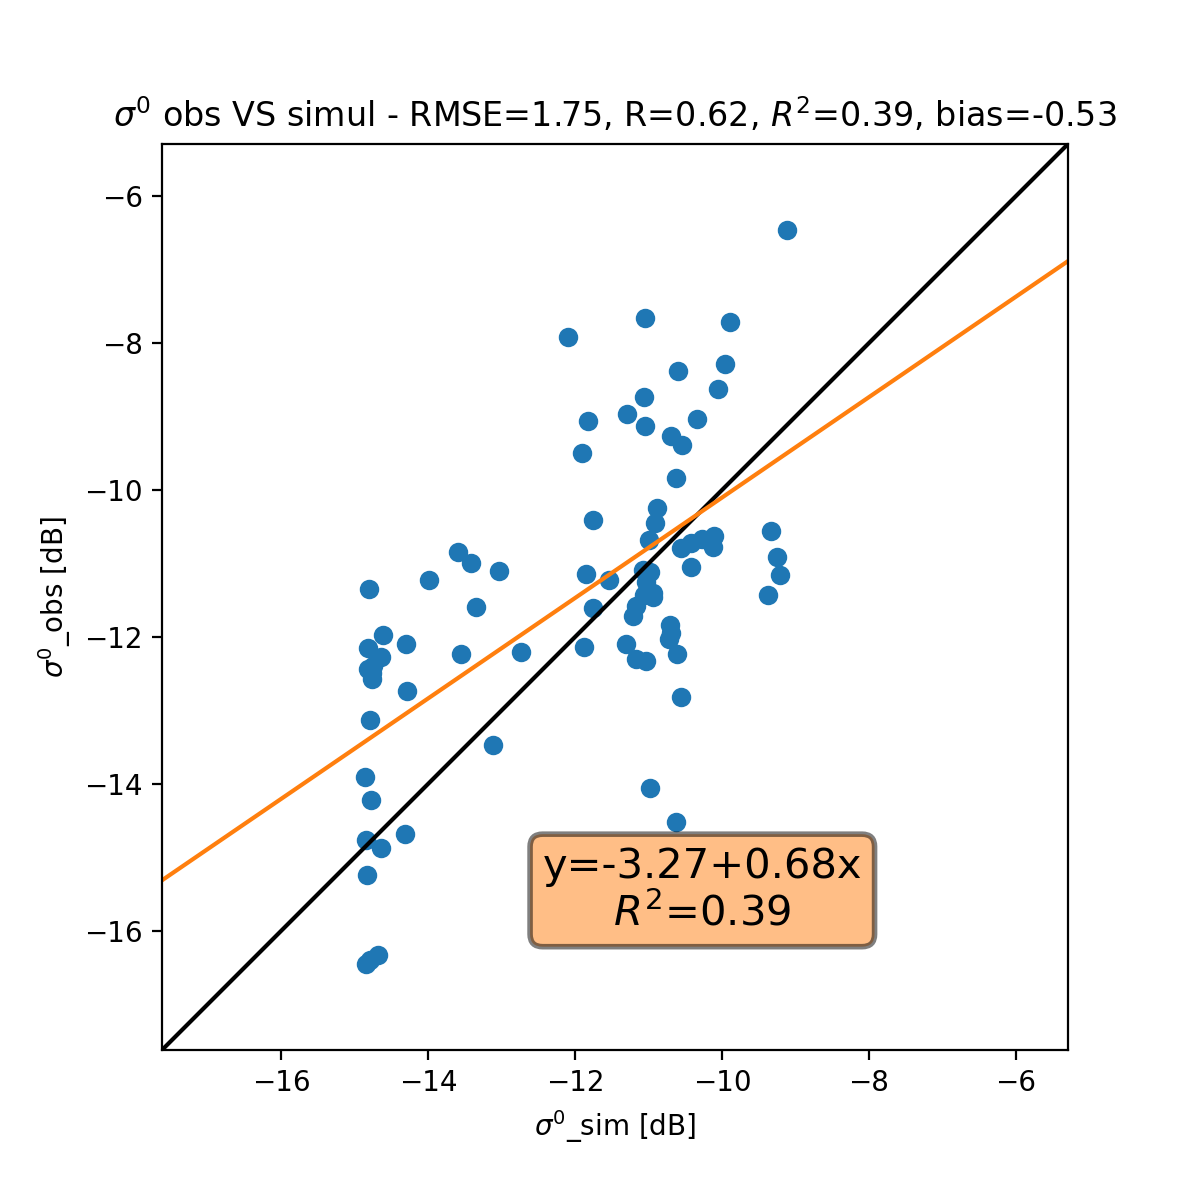 σ⁰ obs VS simul - RMSE=1.75, R=0.62, R²=0.39, bias=-0.53
−6
−8
−10
−12
−14
−16
σ⁰_obs [dB]
y=-3.27+0.68x
R²=0.39
−16 −14 −12 −10 −8 −6
σ⁰_sim [dB]